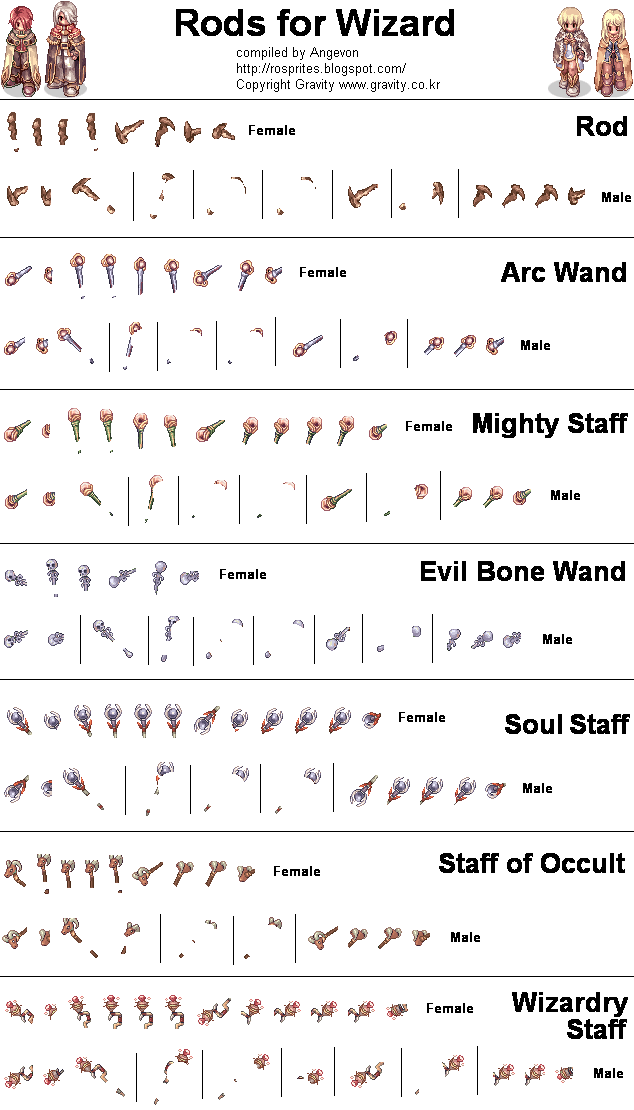 Rods for Wizard
compiled by Angevon
http://rosprites.blogspot.com/
Copyright Gravity www.gravity.co.kr
Rod
Female
Male
Arc Wand
Female
Male
Mighty Staff
Female
Male
Evil Bone Wand
Female
Male
Soul Staff
Female
Male
Staff of Occult
Female
Male
Wizardry
Staff
Female
Male